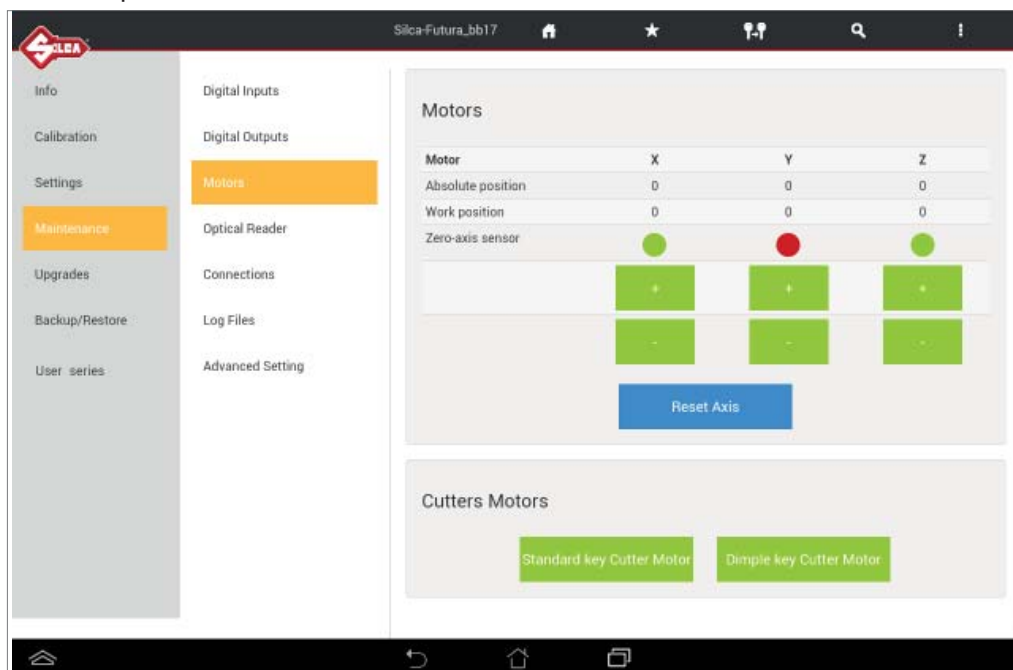 Silca-Futura_bb17
SILCA
Info
Calibration
Settings
Maintenance
Upgrades
Backup/Restore
User series
Digital Inputs
Digital Outputs
Motors
Optical Reader
Connections
Log Files
Advanced Setting
Motors
Motor X Y Z
Absolute position 0 0 0
Work position 0 0 0
Zero-axis sensor
+ + +
- - -
Reset Axis
Cutters Motors
Standard key Cutter Motor Dimple key Cutter Motor